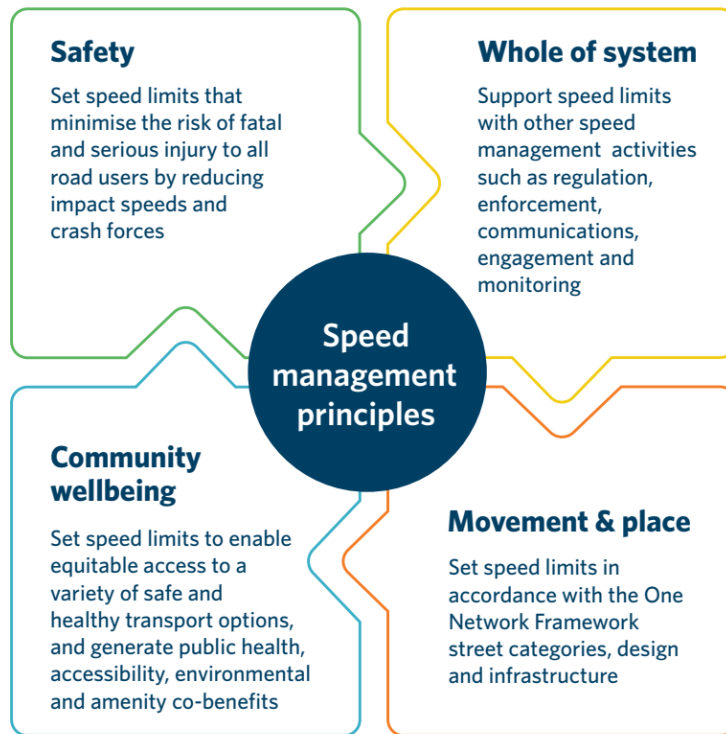 Safety
Set speed limits that
minimise the risk of fatal
and serious injury to all
road users by reducing
impact speeds and
crash forces
Whole of system
Support speed limits
with other speed
management activities
such as regulation,
enforcement,
communications,
engagement and
monitoring
Speed
management
principles
Community
wellbeing
Set speed limits to enable
equitable access to a
variety of safe and
healthy transport options,
and generate public health,
accessibility, environmental
and amenity co-benefits
Movement & place
Set speed limits in
accordance with the One
Network Framework
street categories, design
and infrastructure